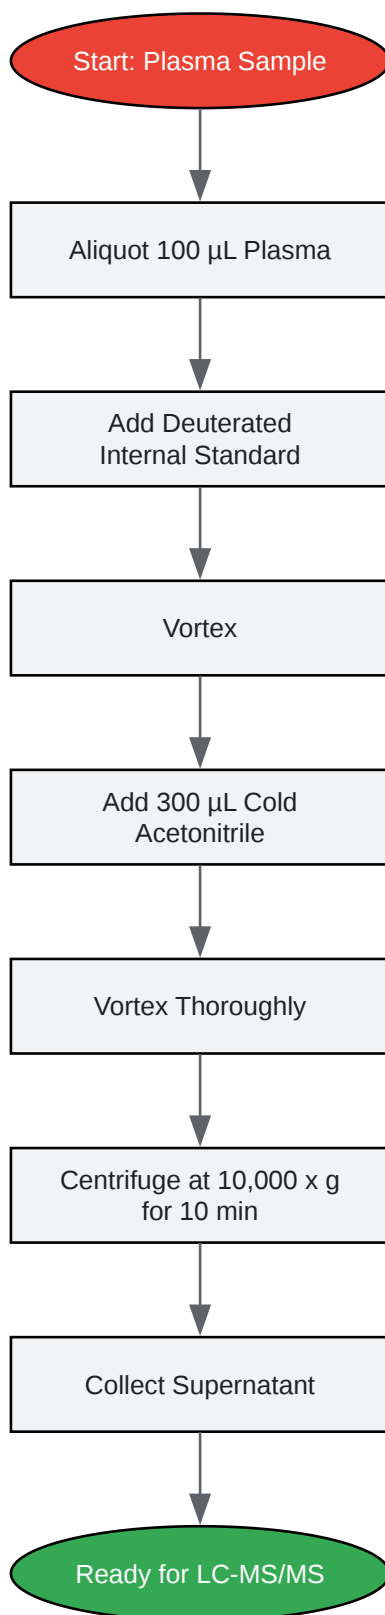 Start: Plasma Sample
Aliquot 100 µL Plasma
Add Deuterated
Internal Standard
Vortex
Add 300 µL Cold
Acetonitrile
Vortex Thoroughly
Centrifuge at 10,000 x g
for 10 min
Collect Supernatant
Ready for LC-MS/MS